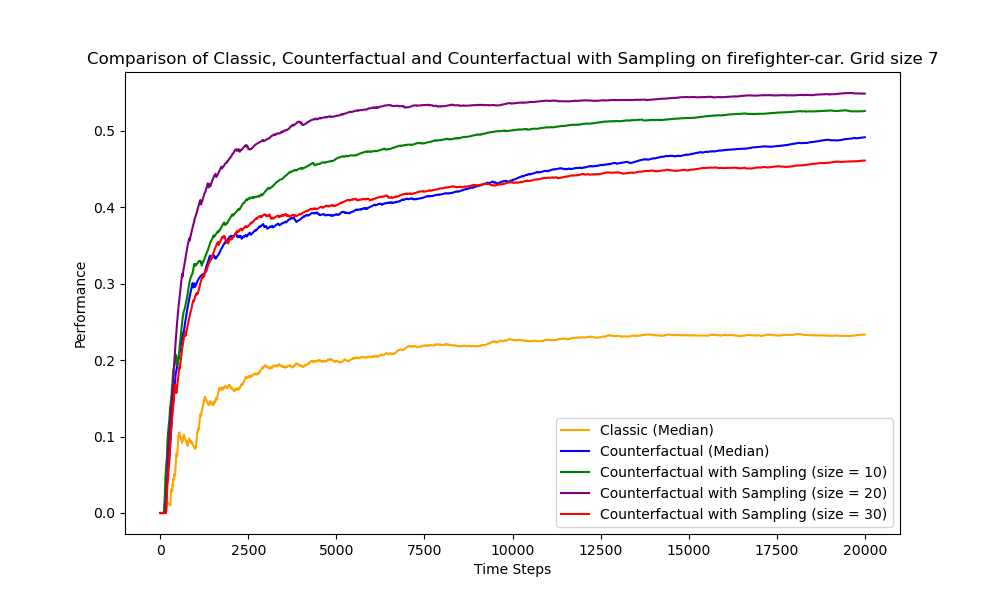 Comparison of Classic, Counterfactual and Counterfactual with Sampling on firefighter-car. Grid size 7
Performance
0.5
0.4
0.3
0.2
0.1
0.0
Classic (Median)
Counterfactual (Median)
Counterfactual with Sampling (size = 10)
Counterfactual with Sampling (size = 20)
Counterfactual with Sampling (size = 30)
0 2500 5000 7500 10000 12500 15000 17500 20000
Time Steps